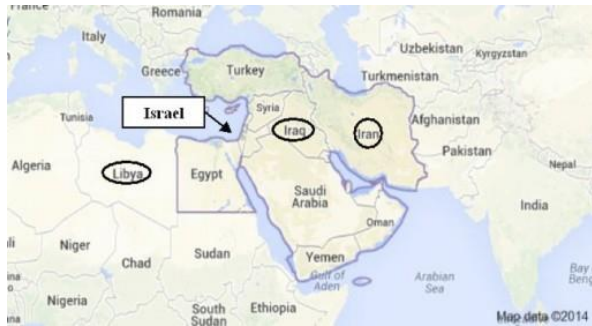 France
Romania
Italy
Uzbekistan
Kyrgyzstan
Greece
Turkey
Turkmenistan
Israel
Syria
Tunisia
Iraq
Iran
Afghanistan
Algeria
Libya
Egypt
Pakistan
Nepal
Saudi
Arabia
India
Oman
Niger
Chad
Sudan
Yemen
Gulf of
Aden
Arabian
Sea
Bay
Beng
Nigeria
South
Sudan
Ethiopia
Map data ©2014